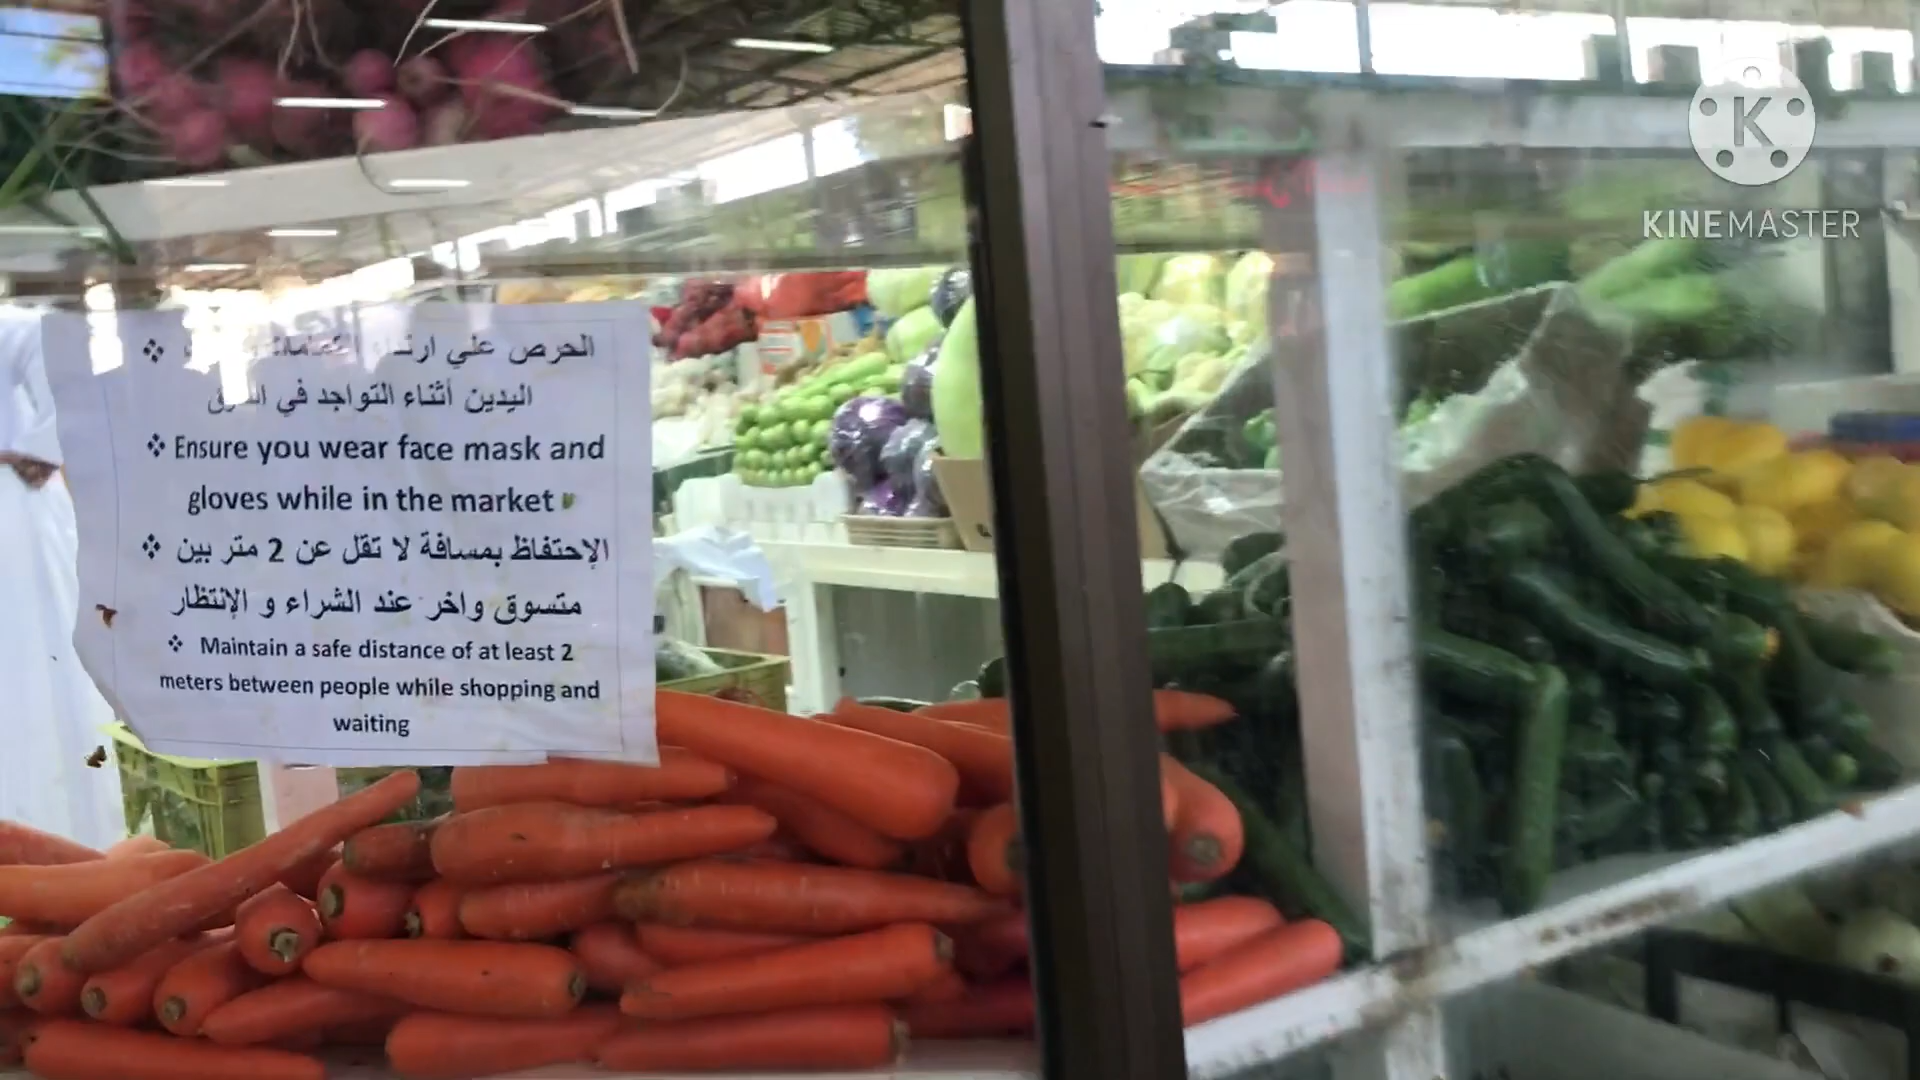 ❖ الحرص علي
اليدين أثناء التواجد في
❖ Ensure you wear face mask and
gloves while in the market
❖ الإحتفاظ بمسافة لا تقل عن 2 متر بين
متسوق واخر عند الشراء و الإنتظار
❖ Maintain a safe distance of at least 2
meters between people while shopping and
waiting
K
KINEMASTER